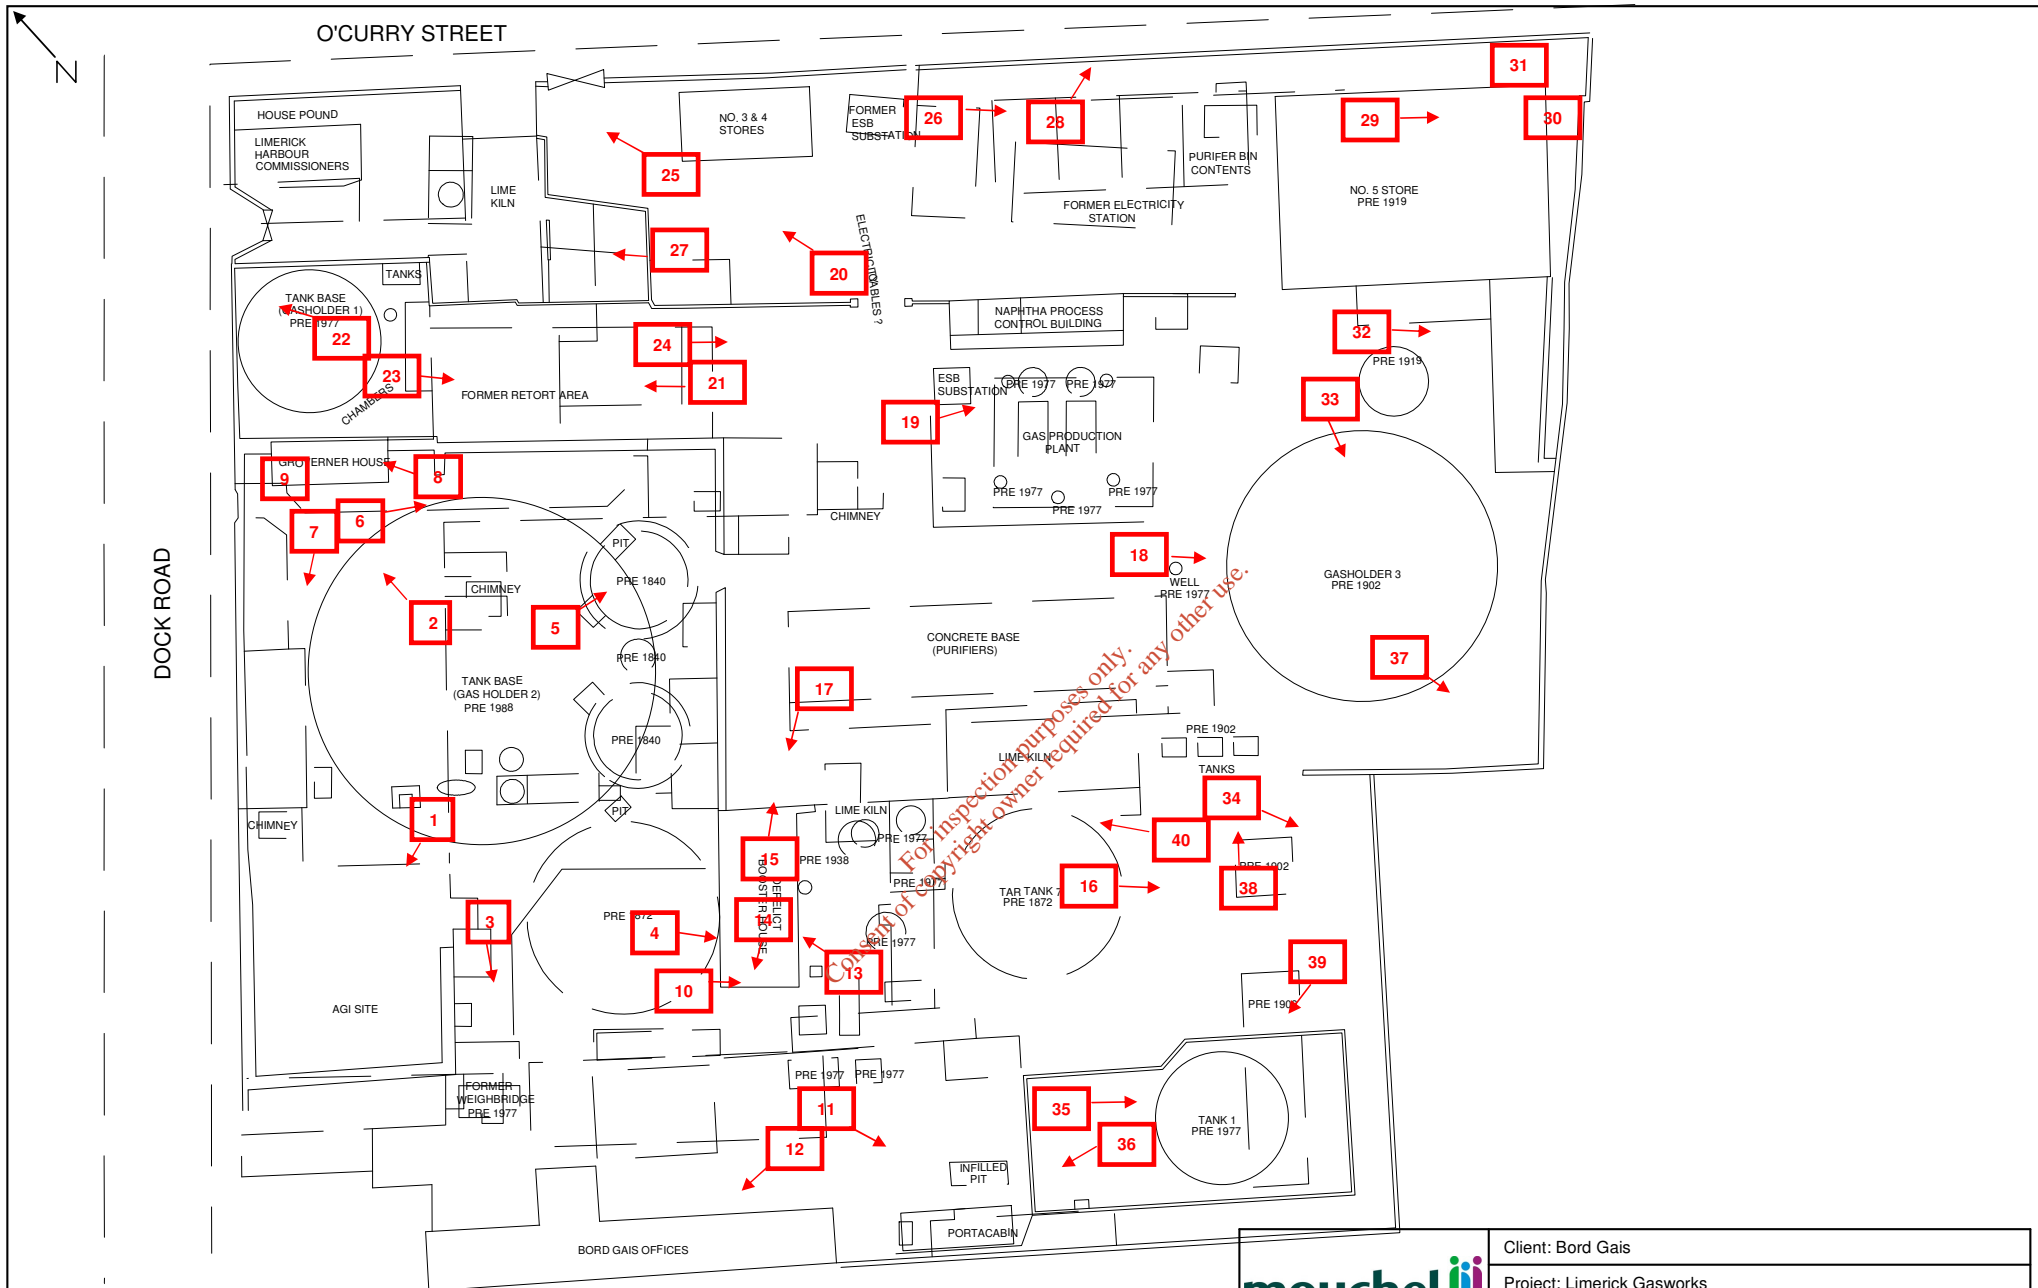 O'CURRY STREET
N
DOCK ROAD
HOUSE POUND
LIMERICK
HARBOUR
COMMISSIONERS
LIME
KILN
NO. 3 & 4
STORES
FORMER
ESB
SUBSTATION
26
28
29
31
30
25
PURIFER BIN
CONTENTS
NO. 5 STORE
PRE 1919
FORMER ELECTRICITY
STATION
27
20
TANKS
TANK BASE
(GASHOLDER 1)
PRE 1977
22
23
CHAMBERS
FORMER RETORT AREA
24
21
NAPHTHA PROCESS
CONTROL BUILDING
32
PRE 1919
33
ESB
SUBSTATION
PRE 1977
PRE 1977
19
GAS PRODUCTION
PLANT
PRE 1977
PRE 1977
PRE 1977
CHIMNEY
GROVERNER HOUSE
9
8
7
6
PIT
PRE 1840
CHIMNEY
2
5
PRE 1840
TANK BASE
(GAS HOLDER 2)
PRE 1988
PRE 1840
18
WELL
PRE 1977
GASHOLDER 3
PRE 1902
CONCRETE BASE
(PURIFIERS)
17
37
PRE 1902
LIME KILN
TANKS
34
PIT
LIME KILN
CHIMNEY
1
15
PRE 1938
PRE 1977
PRE 1977
40
PRE 1902
38
16
TAR TANK 7
PRE 1872
DERELICT
BOOSTER HOUSE
14
PRE 1872
3
4
10
13
PRE 1977
39
AGI SITE
For inspection purposes only.
Consent of copyright owner required for any other use.
PRE 1977
PRE 1977
FORMER
WEIGHBRIDGE
PRE 1977
11
12
35
36
TANK 1
PRE 1977
INFILLED
PIT
PORTACABIN
BORD GAIS OFFICES
mouchel
Client: Bord Gais
Project: Limerick Gasworks